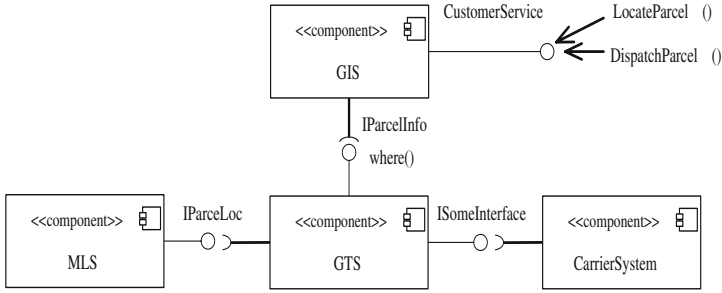 CustomerService
LocateParcel ()
<<component>>
GIS
DispatchParcel ()
IParcelInfo
where()
<<component>>
MLS
IParceLoc
<<component>>
GTS
ISomeInterface
<<component>>
CarrierSystem